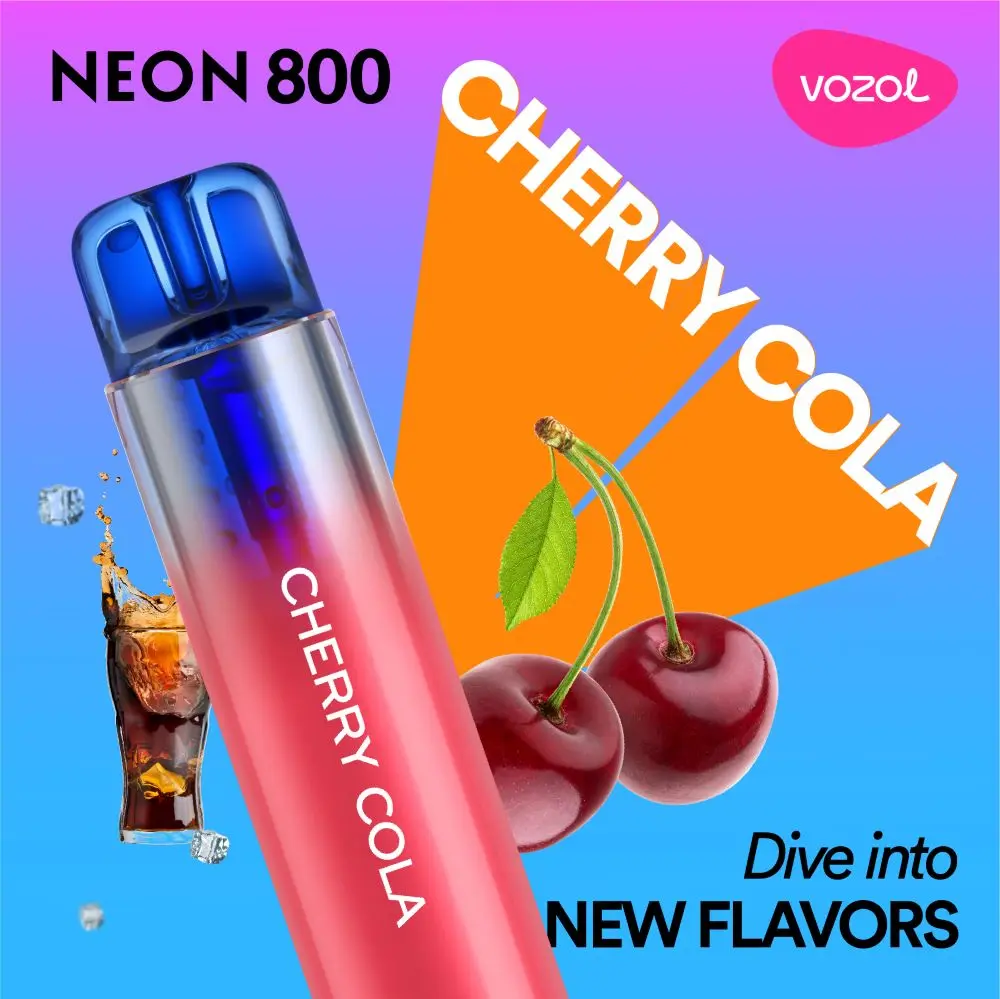 NEON 800
VOZOL
CHERRY COLA
CHERRY COLA
Dive into
NEW FLAVORS